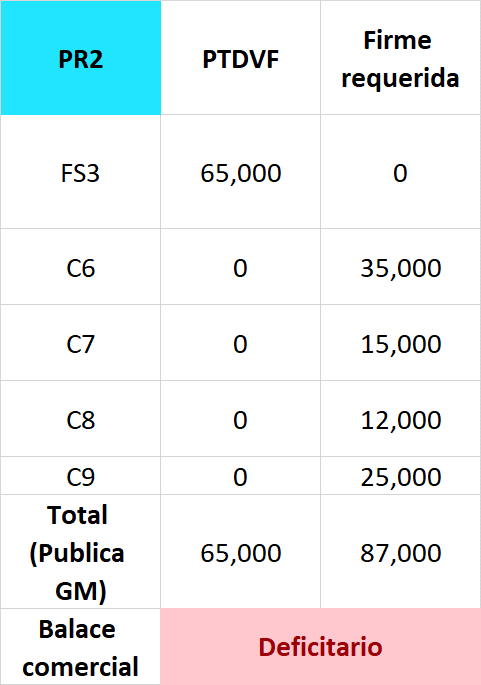 PR2 PTDVF Firme
requerida
FS3 65,000 0
C6 0 35,000
C7 0 15,000
C8 0 12,000
C9 0 25,000
Total
(Publica 65,000 87,000
GM)
Balace
comercial Deficitario